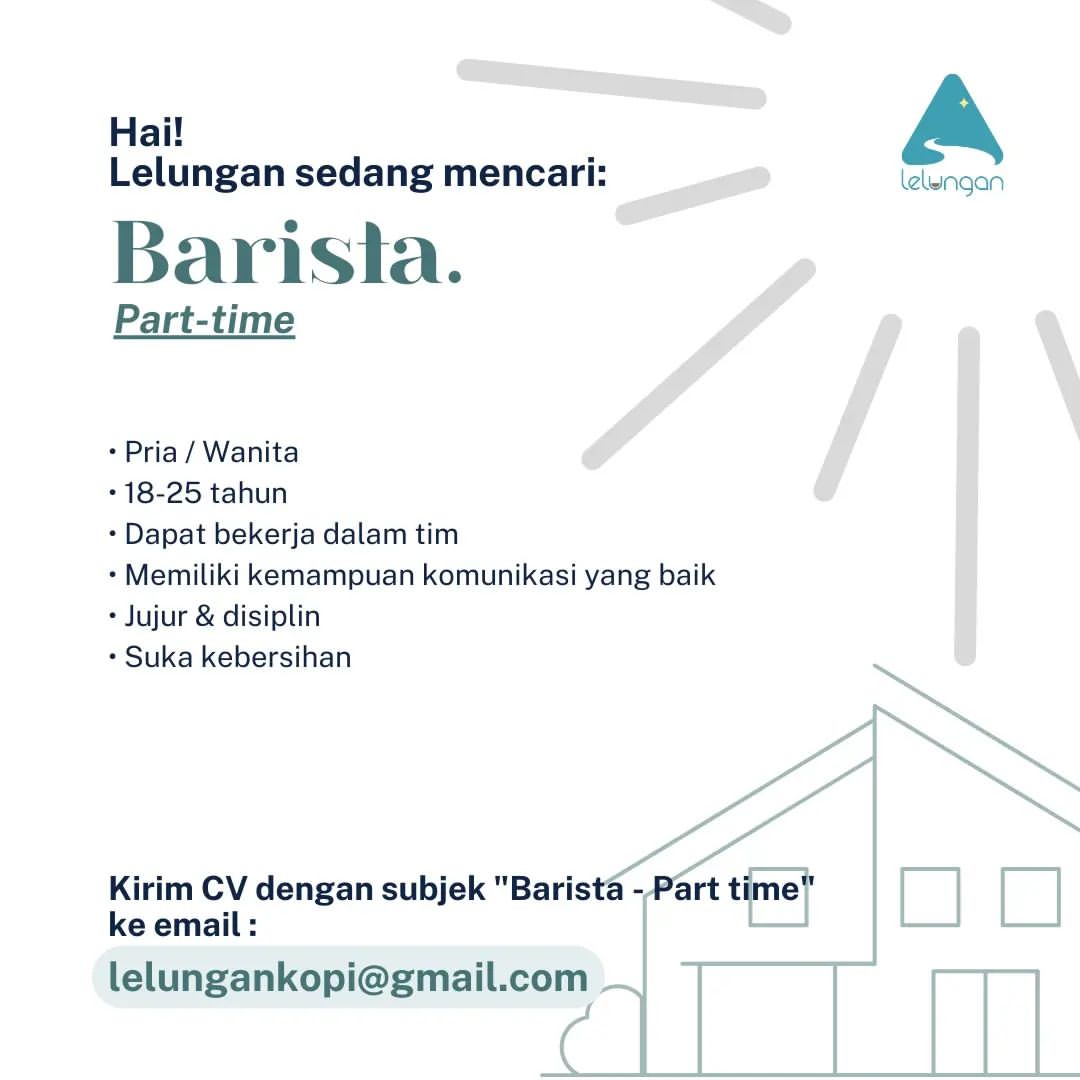 lelungan
Hai!
Lelungan sedang mencari:
Barista.
Part-time
• Pria / Wanita
• 18-25 tahun
• Dapat bekerja dalam tim
• Memiliki kemampuan komunikasi yang baik
• Jujur & disiplin
• Suka kebersihan
Kirim CV dengan subjek "Barista - Part time"
ke email :
lelungankopi@gmail.com